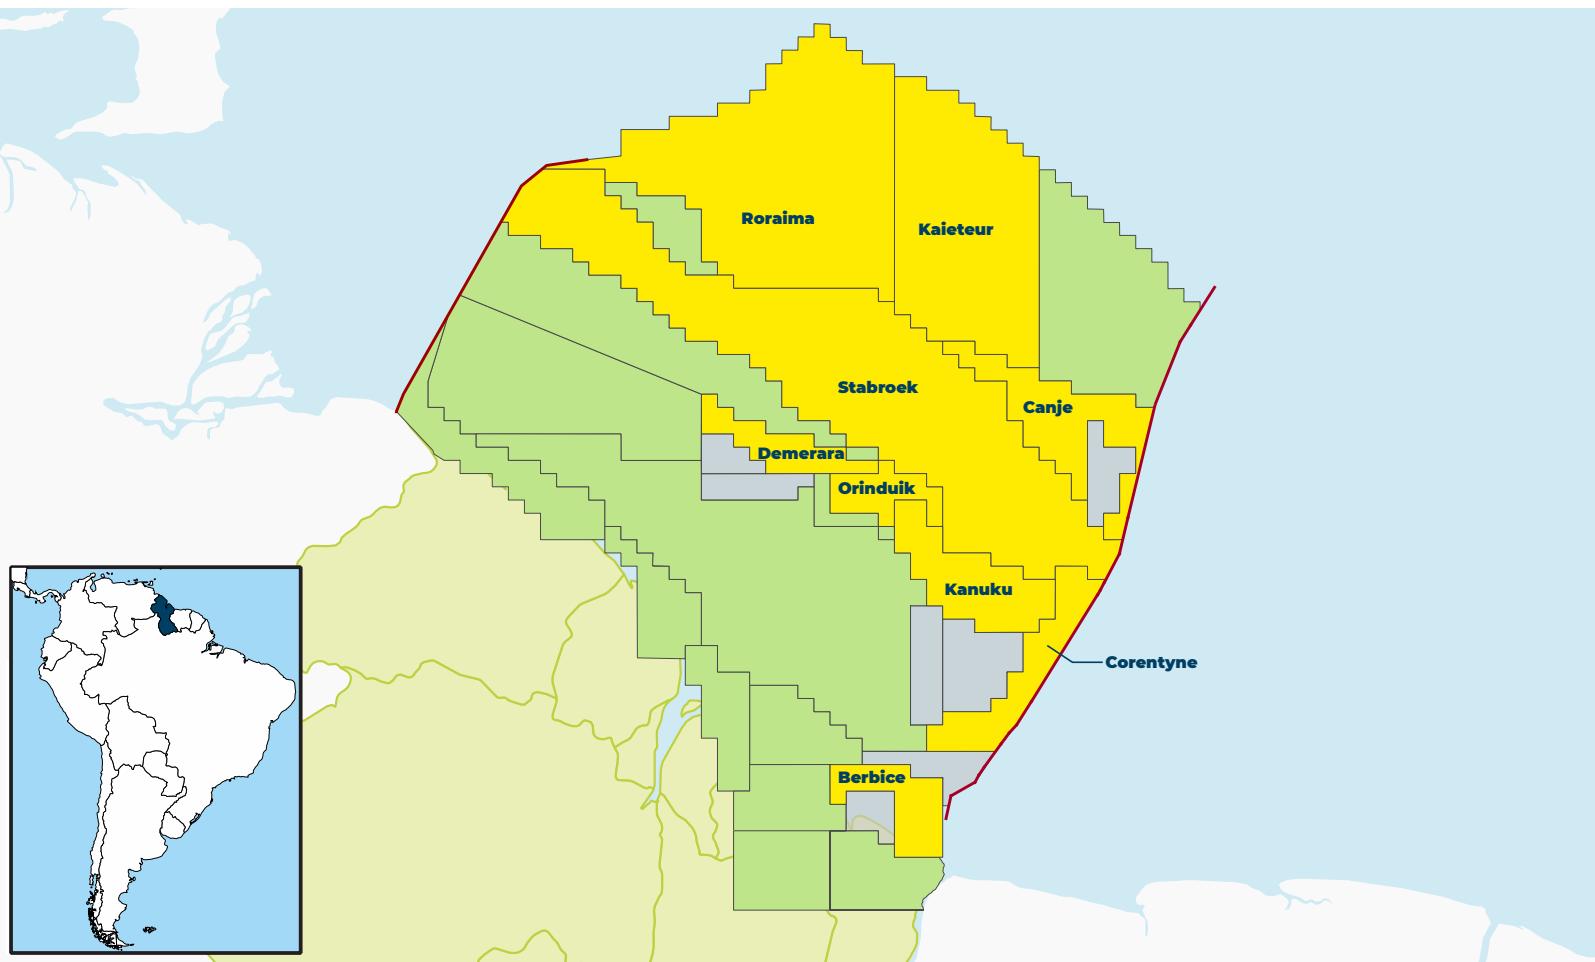 Roraima
Kaieteur
Stabroek
Canje
Demerara
Orinduik
Kanuku
Corentyne
Berbice